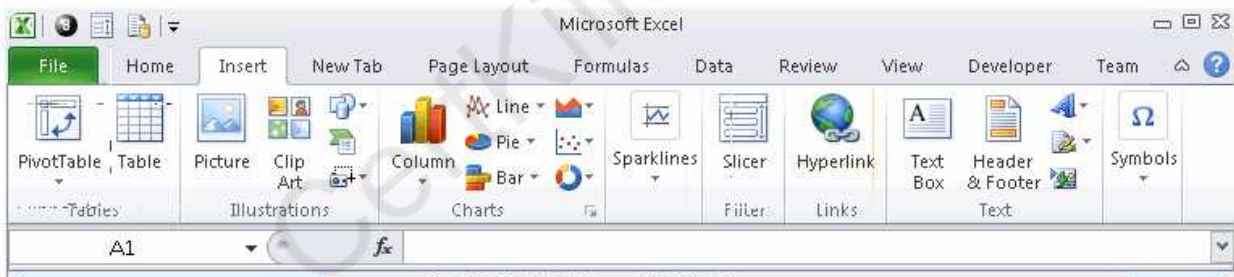 Microsoft Excel
File Home Insert New Tab Page Layout Formulas Data Review View Developer Team
PivotTable Table Picture Clip Art Column Line Pie Bar Sparklines Slicer Hyperlink Text Box Header & Footer Symbols
Tables Illustrations Charts Filter Links Text
A1 fx